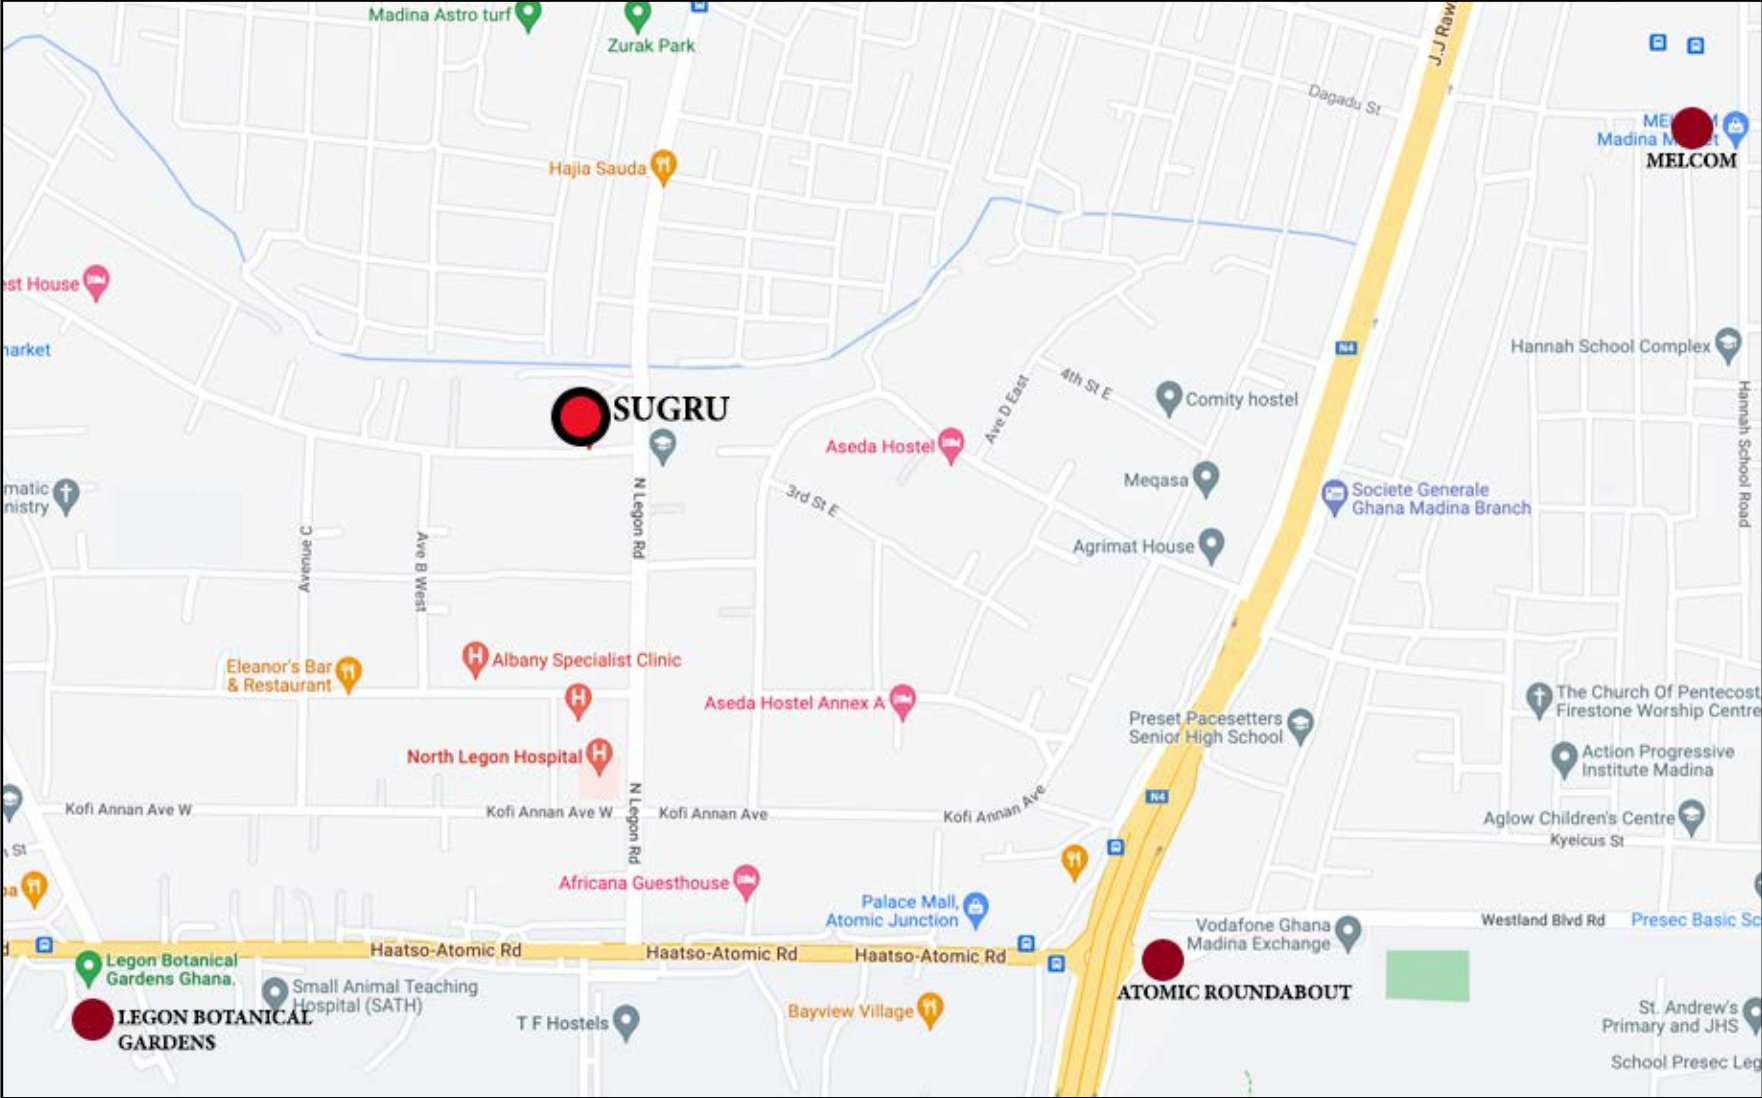 Madina Astro turf
Zurak Park
J.J Raw
Dagadu St
Hajia Sauda
Madina M
MELCOM
est House
arket
Hannah School Complex
N4
4th St E
Ave D East
Comity hostel
SUGRU
Aseda Hostel
Hannah School Road
Meqasa
matic
nistry
3rd St E
N Legon Rd
Societe Generale
Ghana Madina Branch
Avenue C
Ave B West
Agrimat House
Eleanor's Bar
& Restaurant
Albany Specialist Clinic
H
H
Aseda Hostel Annex A
The Church Of Pentecost
Firestone Worship Centre
Preset Pacesetters
Senior High School
North Legon Hospital
H
Action Progressive
Institute Madina
N4
Kofi Annan Ave W
Kofi Annan Ave W
N Legon Rd
Kofi Annan Ave
Kofi Annan Ave
Aglow Children's Centre
Kyeicus St
St
Africana Guesthouse
Palace Mall,
Atomic Junction
Vodafone Ghana
Madina Exchange
Westland Blvd Rd
Presec Basic Sc
Haatso-Atomic Rd
Haatso-Atomic Rd
Haatso-Atomic Rd
Legon Botanical
Gardens Ghana.
Small Animal Teaching
Hospital (SATH)
ATOMIC ROUNDABOUT
LEGON BOTANICAL
GARDENS
T F Hostels
Bayview Village
St. Andrew's
Primary and JHS
School Presec Leg